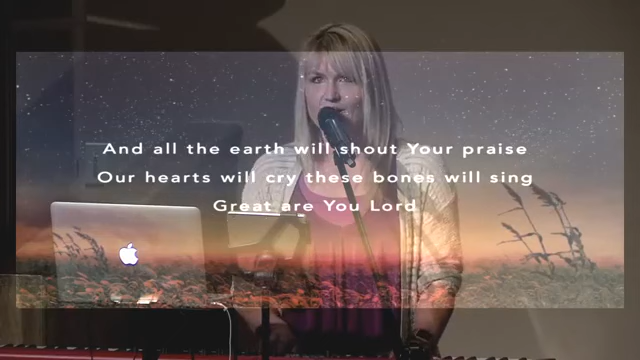 And all the earth will shout Your praise
Our hearts will cry these bones will sing
Great are You Lord